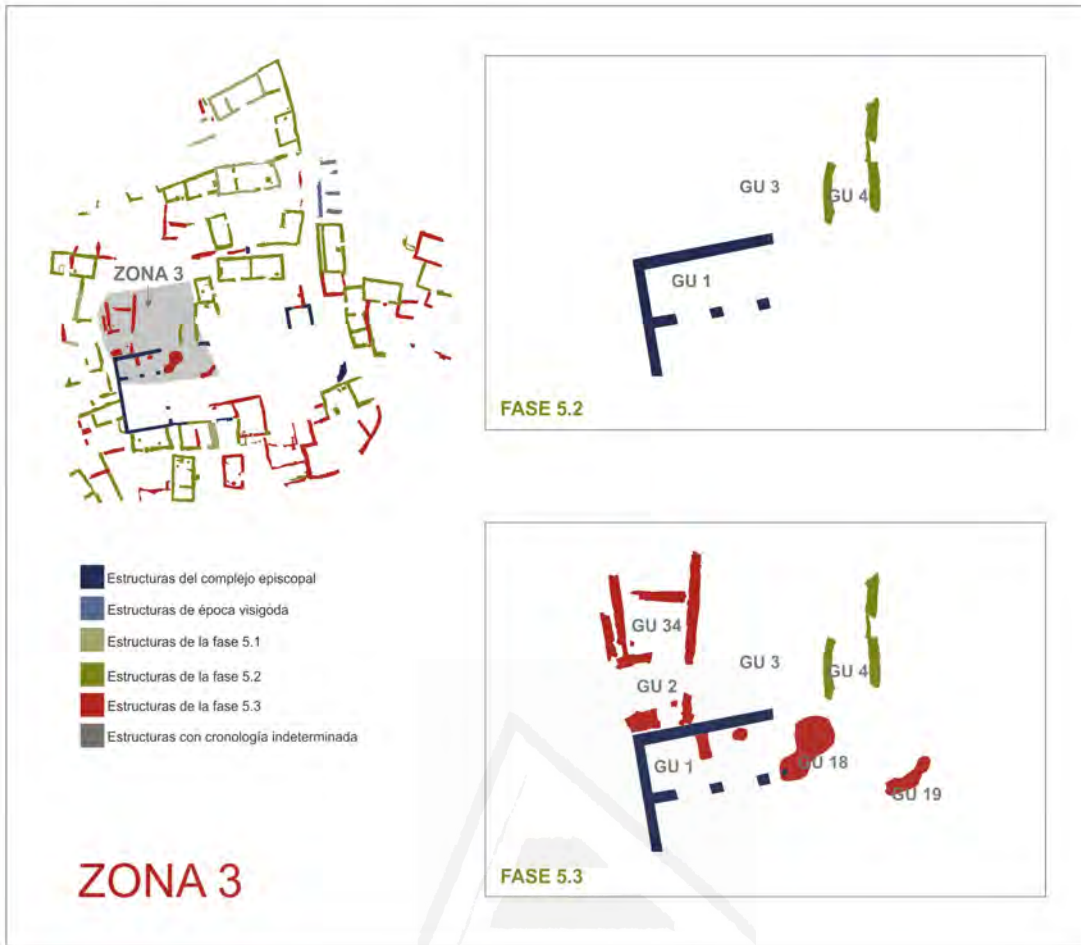 ZONA 3
Estructuras del complejo episcopal
Estructuras de época visigoda
Estructuras de la fase 5.1
Estructuras de la fase 5.2
Estructuras de la fase 5.3
Estructuras con cronología indeterminada
ZONA 3
GU 3
GU 4
GU 1
FASE 5.2
GU 34
GU 3
GU 4
GU 2
GU 1
GU 18
GU 19
FASE 5.3